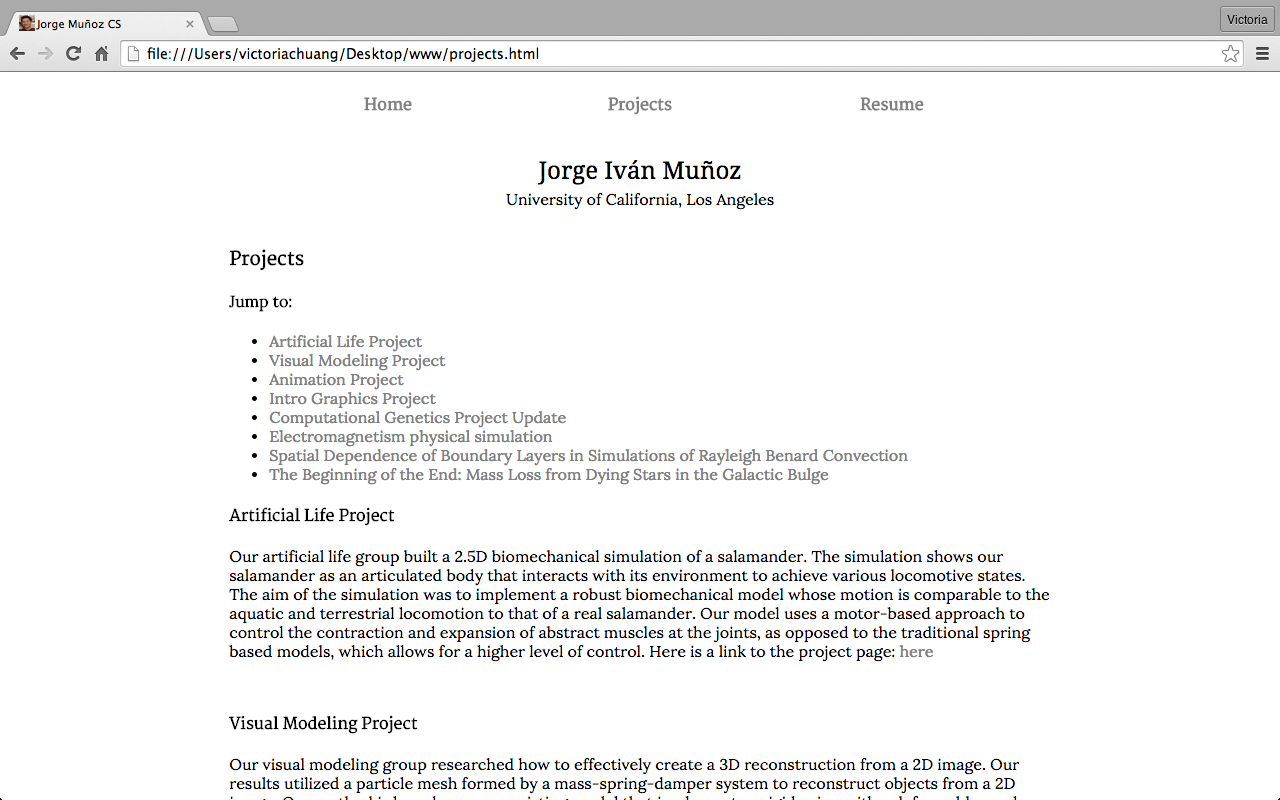 Jorge Muñoz CS
Victoria
file:///Users/victoriachuang/Desktop/www/projects.html
Home
Projects
Resume
Jorge Iván Muñoz
University of California, Los Angeles
Projects
Jump to:
Artificial Life Project
Visual Modeling Project
Animation Project
Intro Graphics Project
Computational Genetics Project Update
Electromagnetism physical simulation
Spatial Dependence of Boundary Layers in Simulations of Rayleigh Benard Convection
The Beginning of the End: Mass Loss from Dying Stars in the Galactic Bulge
Artificial Life Project
Our artificial life group built a 2.5D biomechanical simulation of a salamander. The simulation shows our
salamander as an articulated body that interacts with its environment to achieve various locomotive states.
The aim of the simulation was to implement a robust biomechanical model whose motion is comparable to the
aquatic and terrestrial locomotion to that of a real salamander. Our model uses a motor-based approach to
control the contraction and expansion of abstract muscles at the joints, as opposed to the traditional spring
based models, which allows for a higher level of control. Here is a link to the project page: here
Visual Modeling Project
Our visual modeling group researched how to effectively create a 3D reconstruction from a 2D image. Our
results utilized a particle mesh formed by a mass-spring-damper system to reconstruct objects from a 2D